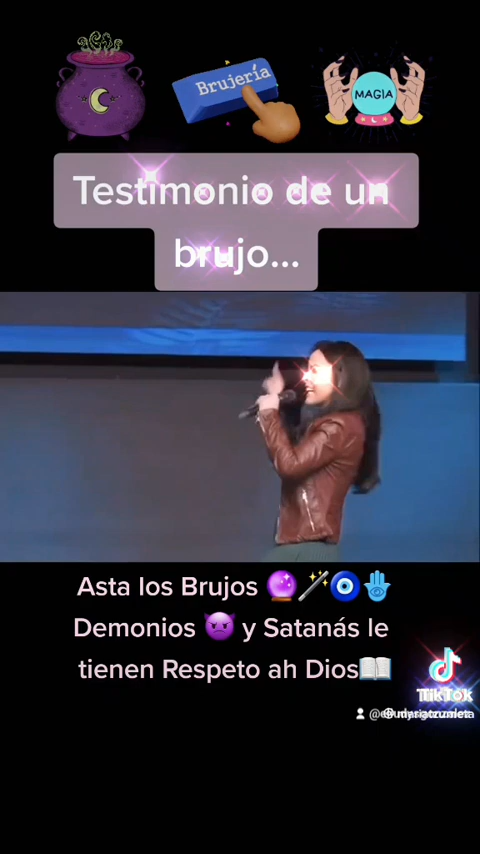 Brujería
MAGIA
Testimonio de un
brujo...
Asta los Brujos 🔮🪄🧿🪬
Demonios 😈 y Satanás le
tienen Respeto ah Dios📖
TikTok